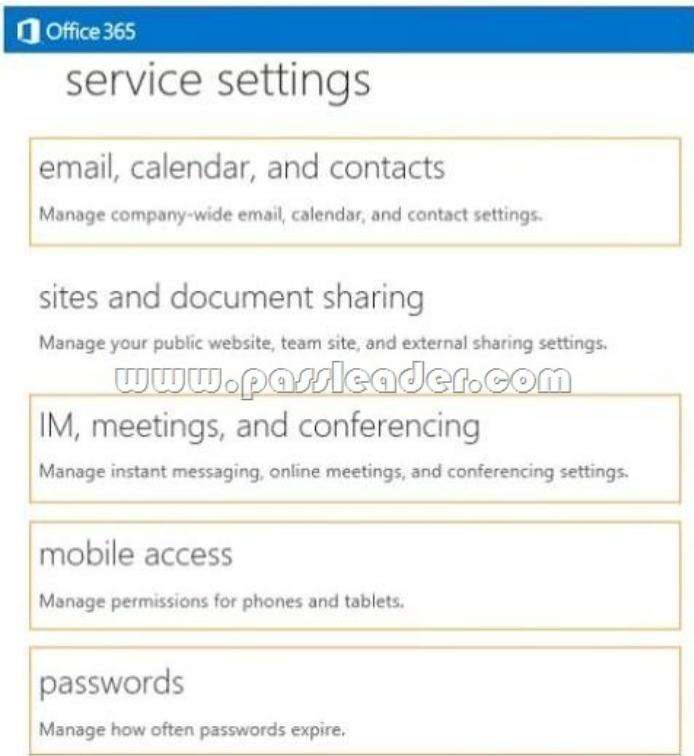 Office 365
service settings
email, calendar, and contacts
Manage company-wide email, calendar, and contact settings.
sites and document sharing
Manage your public website, team site, and external sharing settings.
www.passleader.com
IM, meetings, and conferencing
Manage instant messaging, online meetings, and conferencing settings.
mobile access
Manage permissions for phones and tablets.
passwords
Manage how often passwords expire.